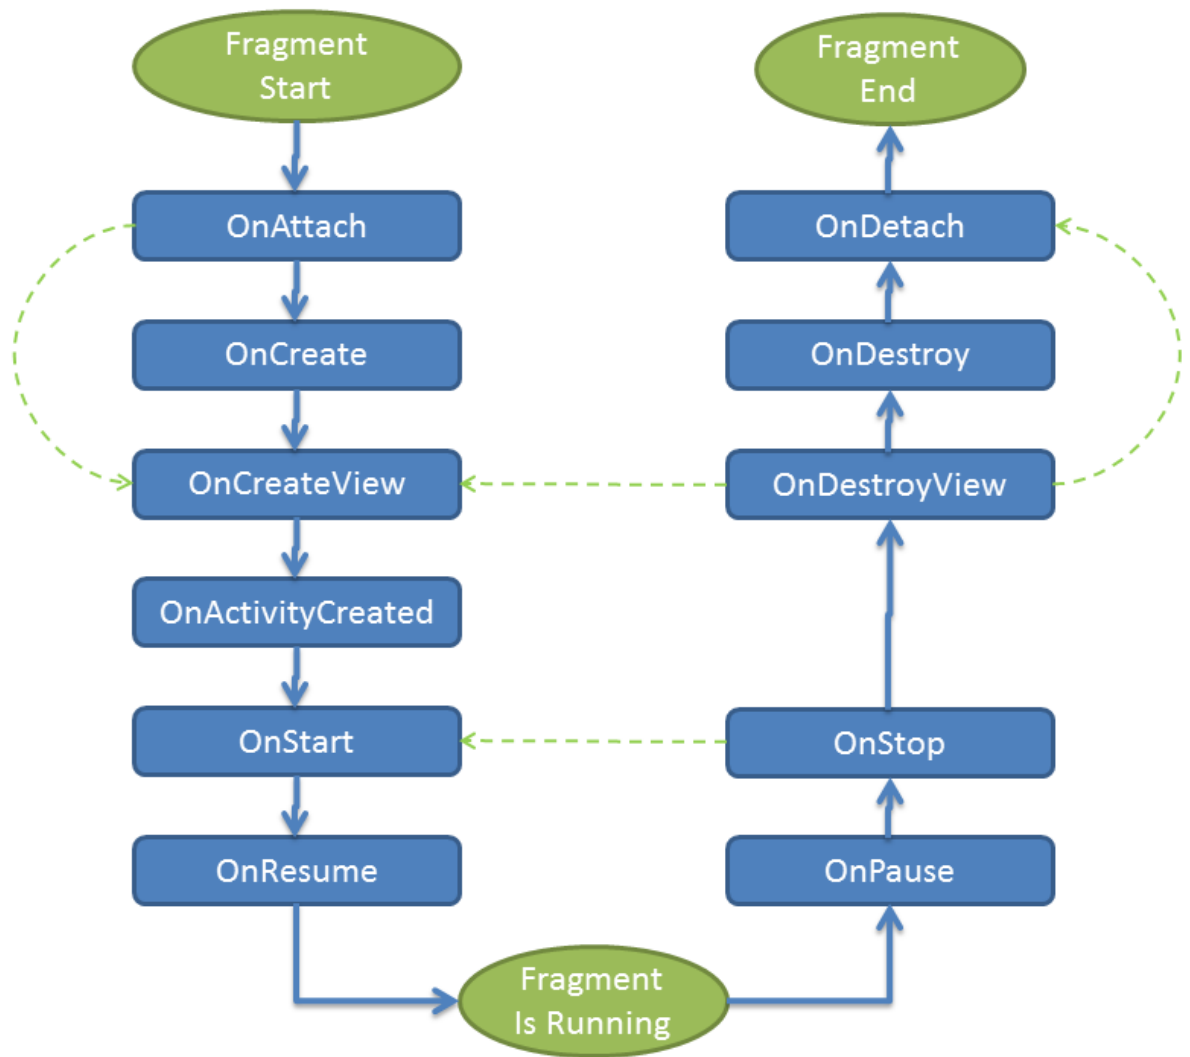 Fragment
Start
OnAttach
OnCreate
OnCreateView
OnActivityCreated
OnStart
OnResume
Fragment
Is Running
Fragment
End
OnDetach
OnDestroy
OnDestroyView
OnStop
OnPause